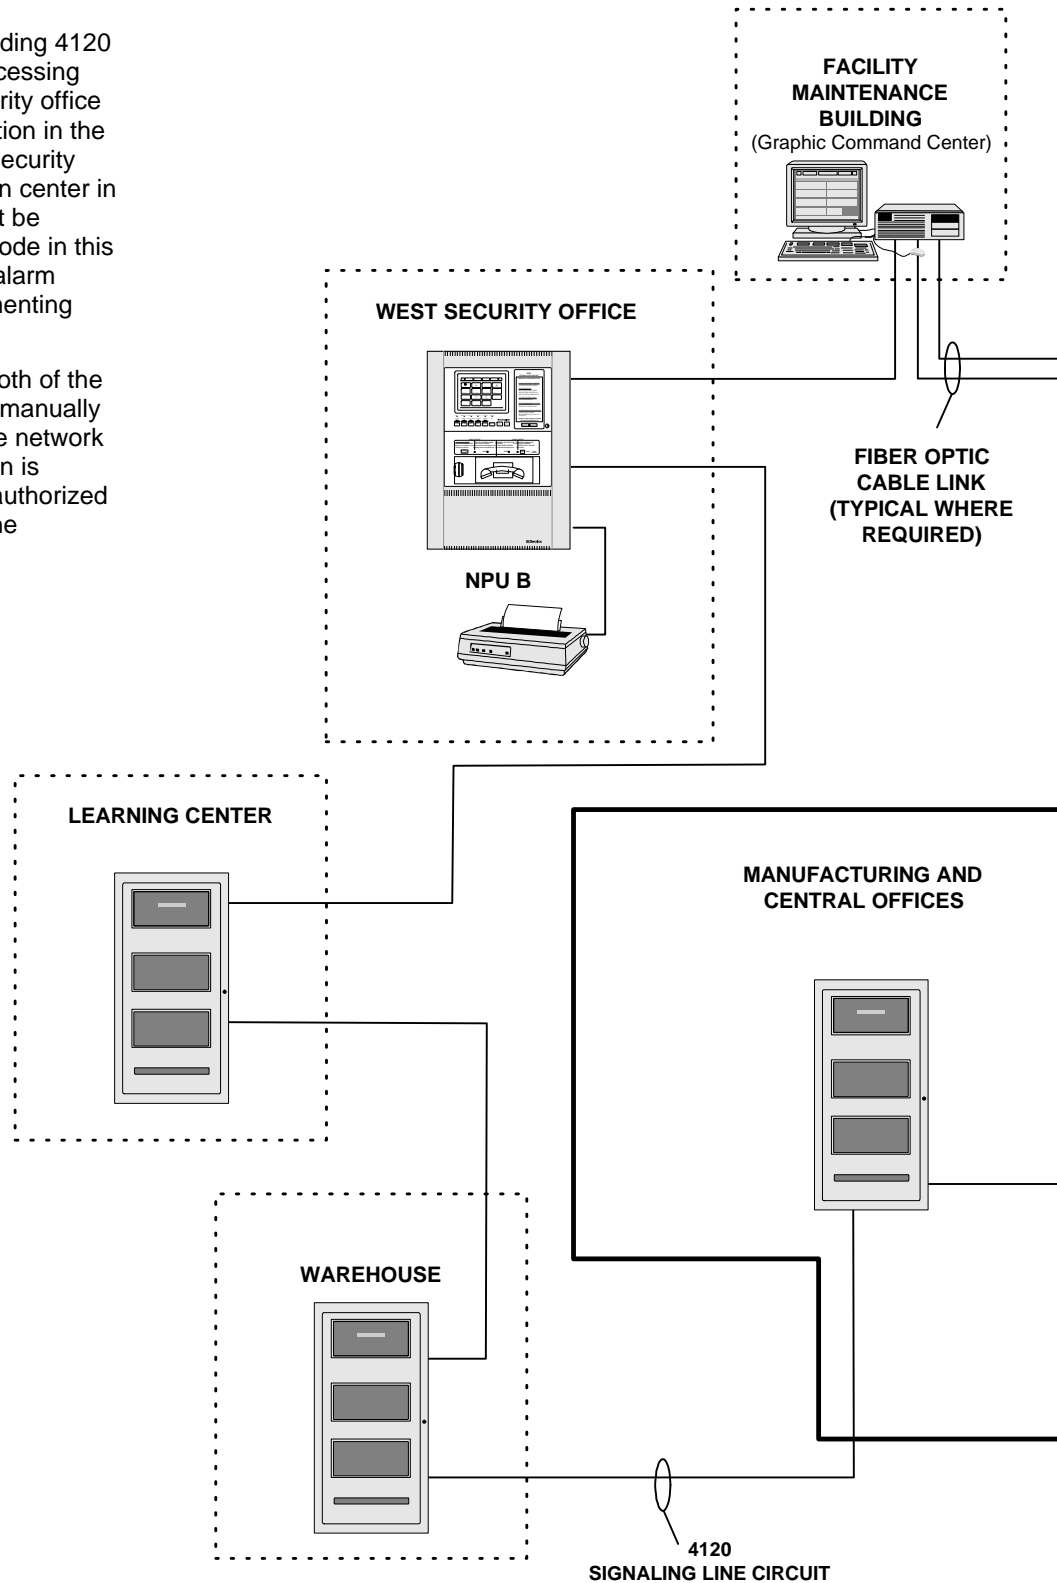 ding 4120
cessing
rity office
tion in the
ecurity
n center in
t be
ode in this
alarm
nenting
oth of the
manually
e network
n is
authorized
ne
FACILITY
MAINTENANCE
BUILDING
(Graphic Command Center)
WEST SECURITY OFFICE
NPU B
FIBER OPTIC
CABLE LINK
(TYPICAL WHERE
REQUIRED)
LEARNING CENTER
MANUFACTURING AND
CENTRAL OFFICES
WAREHOUSE
4120
SIGNALING LINE CIRCUIT